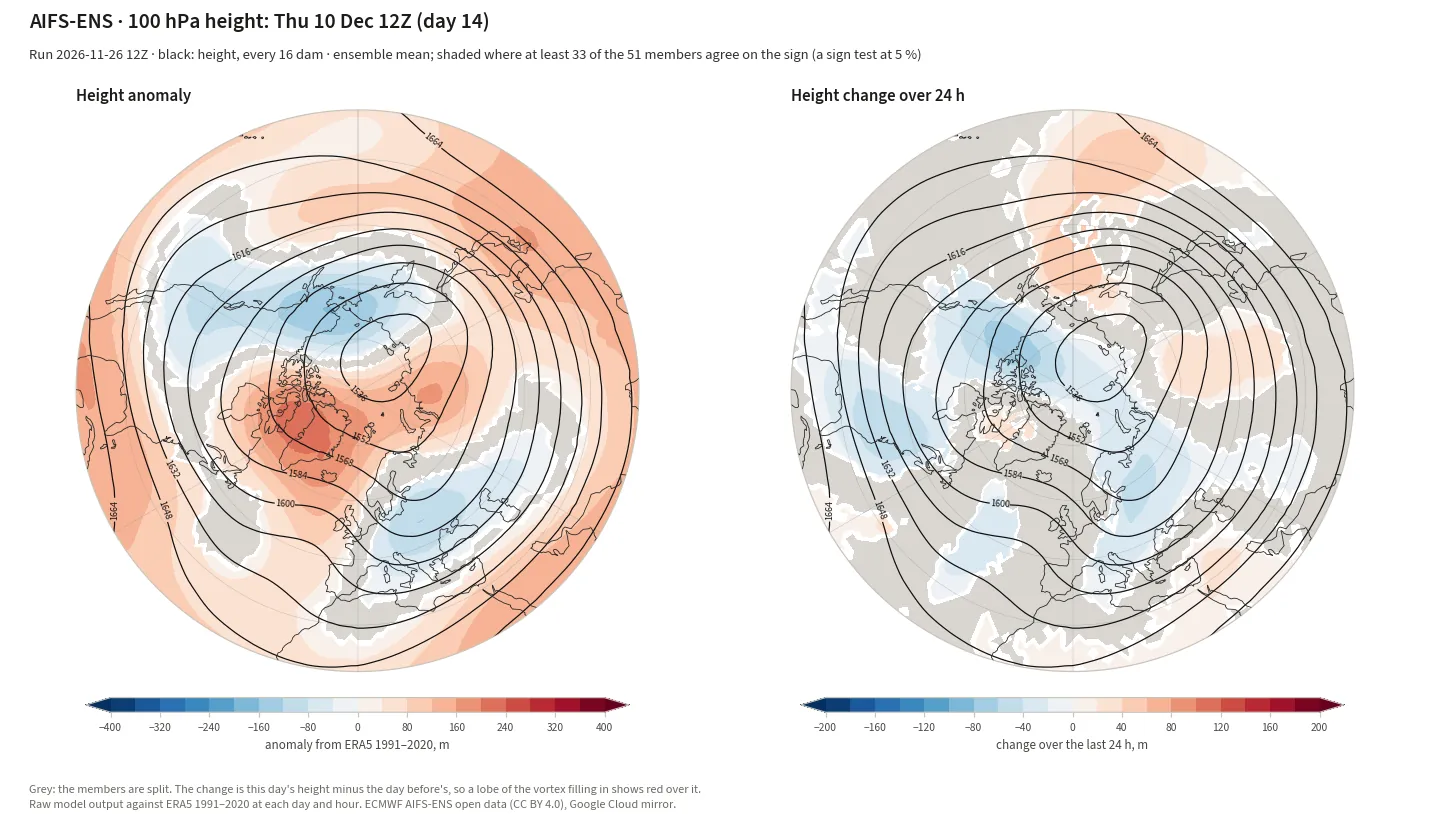 AIFS-ENS · 100 hPa height: Thu 10 Dec 12Z (day 14)
Run 2026-11-26 12Z · black: height, every 16 dam · ensemble mean; shaded where at least 33 of the 51 members agree on the sign (a sign test at 5 %)
Height anomaly
Height change over 24 h
1664
1616
1536
1552
1568
1584
1600
1632
1648
1664
1664
1616
1536
1552
1568
1584
1600
1632
1648
1664
−400 −320 −240 −160 −80 0 80 160 240 320 400
anomaly from ERA5 1991–2020, m
−200 −160 −120 −80 −40 0 40 80 120 160 200
change over the last 24 h, m
Grey: the members are split. The change is this day's height minus the day before's, so a lobe of the vortex filling in shows red over it.
Raw model output against ERA5 1991–2020 at each day and hour. ECMWF AIFS-ENS open data (CC BY 4.0), Google Cloud mirror.